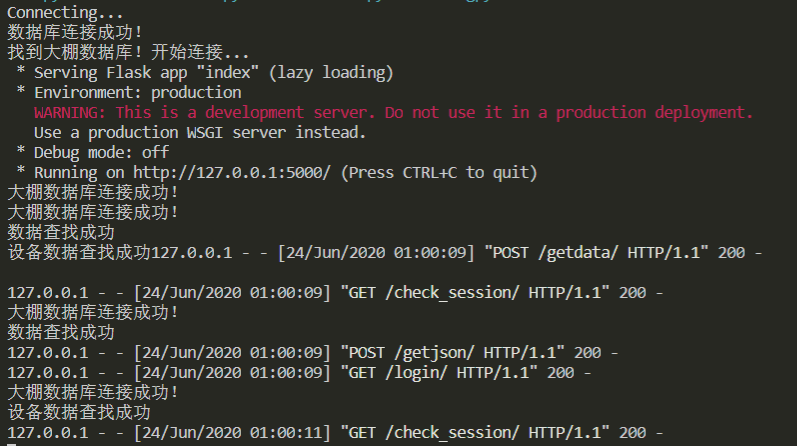 Connecting...
数据库连接成功!
找到大棚数据库! 开始连接...
* Serving Flask app "index" (lazy loading)
* Environment: production
WARNING: This is a development server. Do not use it in a production deployment.
Use a production WSGI server instead.
* Debug mode: off
* Running on http://127.0.0.1:5000/ (Press CTRL+C to quit)
大棚数据库连接成功!
大棚数据库连接成功!
数据查找成功
设备数据查找成功127.0.0.1 - - [24/Jun/2020 01:00:09] "POST /getdata/ HTTP/1.1" 200 -
127.0.0.1 - - [24/Jun/2020 01:00:09] "GET /check_session/ HTTP/1.1" 200 -
大棚数据库连接成功!
数据查找成功
127.0.0.1 - - [24/Jun/2020 01:00:09] "POST /getjson/ HTTP/1.1" 200 -
127.0.0.1 - - [24/Jun/2020 01:00:09] "GET /login/ HTTP/1.1" 200 -
大棚数据库连接成功!
设备数据查找成功
127.0.0.1 - - [24/Jun/2020 01:00:11] "GET /check_session/ HTTP/1.1" 200 -